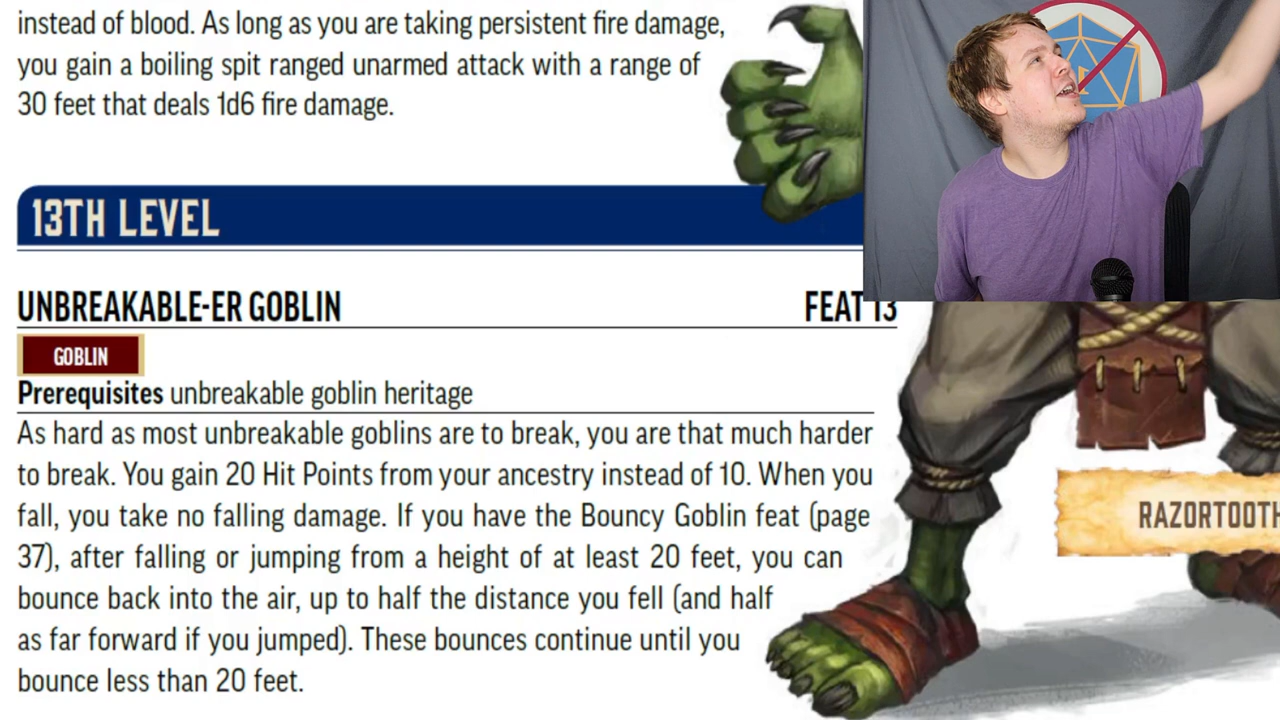 instead of blood. As long as you are taking persistent fire damage,
you gain a boiling spit ranged unarmed attack with a range of
30 feet that deals 1d6 fire damage.
13TH LEVEL
UNBREAKABLE-ER GOBLIN FEAT 13
GOBLIN
Prerequisites unbreakable goblin heritage
As hard as most unbreakable goblins are to break, you are that much harder
to break. You gain 20 Hit Points from your ancestry instead of 10. When you
fall, you take no falling damage. If you have the Bouncy Goblin feat (page
37), after falling or jumping from a height of at least 20 feet, you can
bounce back into the air, up to half the distance you fell (and half
as far forward if you jumped). These bounces continue until you
bounce less than 20 feet.
RAZORTOOTH